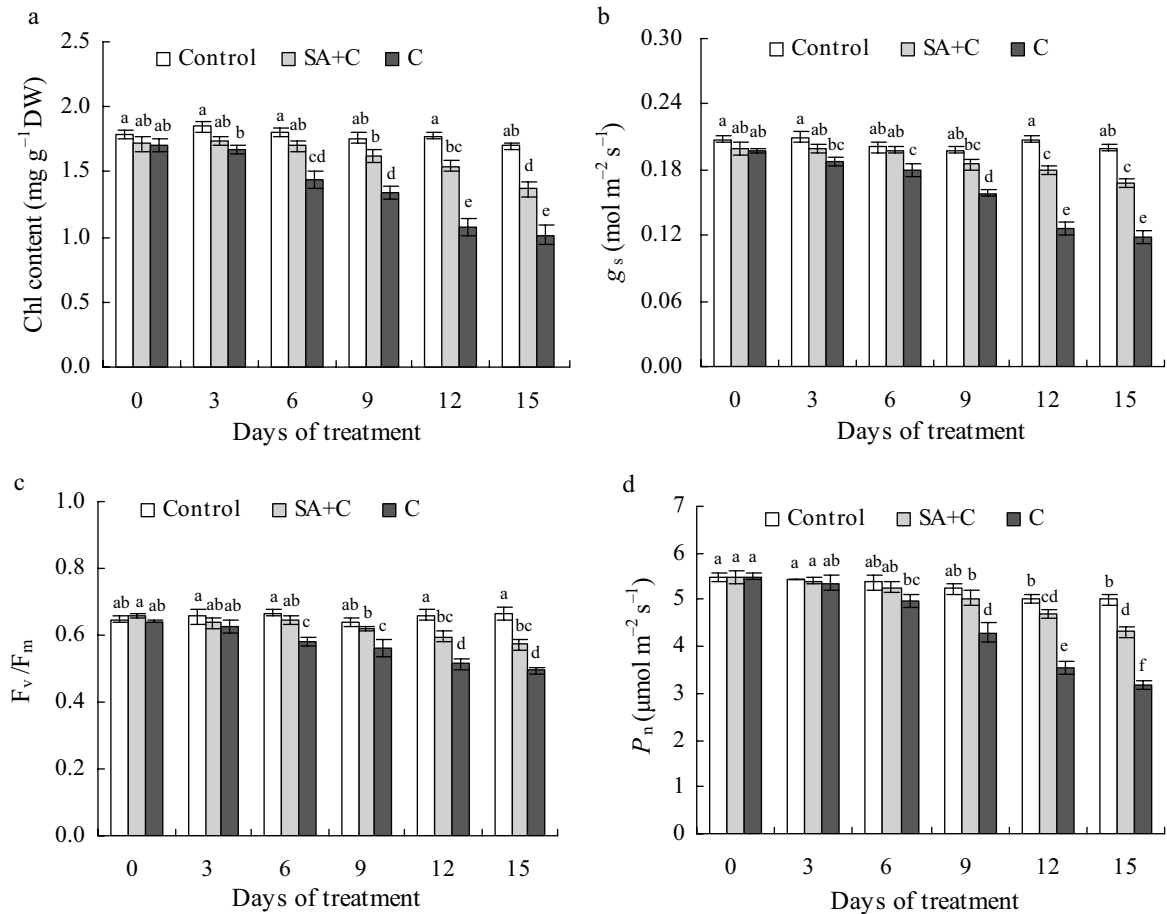 a
2.5
2.0
1.5
1.0
0.5
0.0
Chl content (mg g⁻¹ DW)
Control SA+C C
a ab ab a ab b a ab cd ab b d a bc e ab d e
0 3 6 9 12 15
Days of treatment
b
0.30
0.24
0.18
0.12
0.06
0.00
g s (mol m⁻² s⁻¹)
Control SA+C C
a ab ab a ab bc ab ab c ab bc d a c e ab c e
0 3 6 9 12 15
Days of treatment
c
1.0
0.8
0.6
0.4
0.2
0.0
Fv/Fm
Control SA+C C
ab a ab a ab ab a ab c ab b c a bc d a bc d
0 3 6 9 12 15
Days of treatment
d
7
6
5
4
3
2
1
0
Pn (μmol m⁻² s⁻¹)
Control SA+C C
a a a a a ab ab ab bc ab b d b cd e b d f
0 3 6 9 12 15
Days of treatment